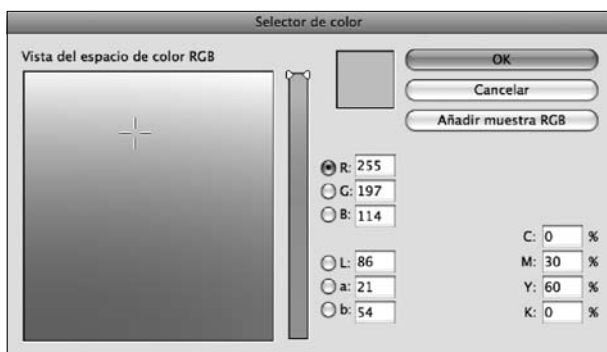 Selector de color
Vista del espacio de color RGB
OK
Cancelar
Añadir muestra RGB
R: 255
G: 197
B: 114
L: 86
a: 21
b: 54
C: 0 %
M: 30 %
Y: 60 %
K: 0 %